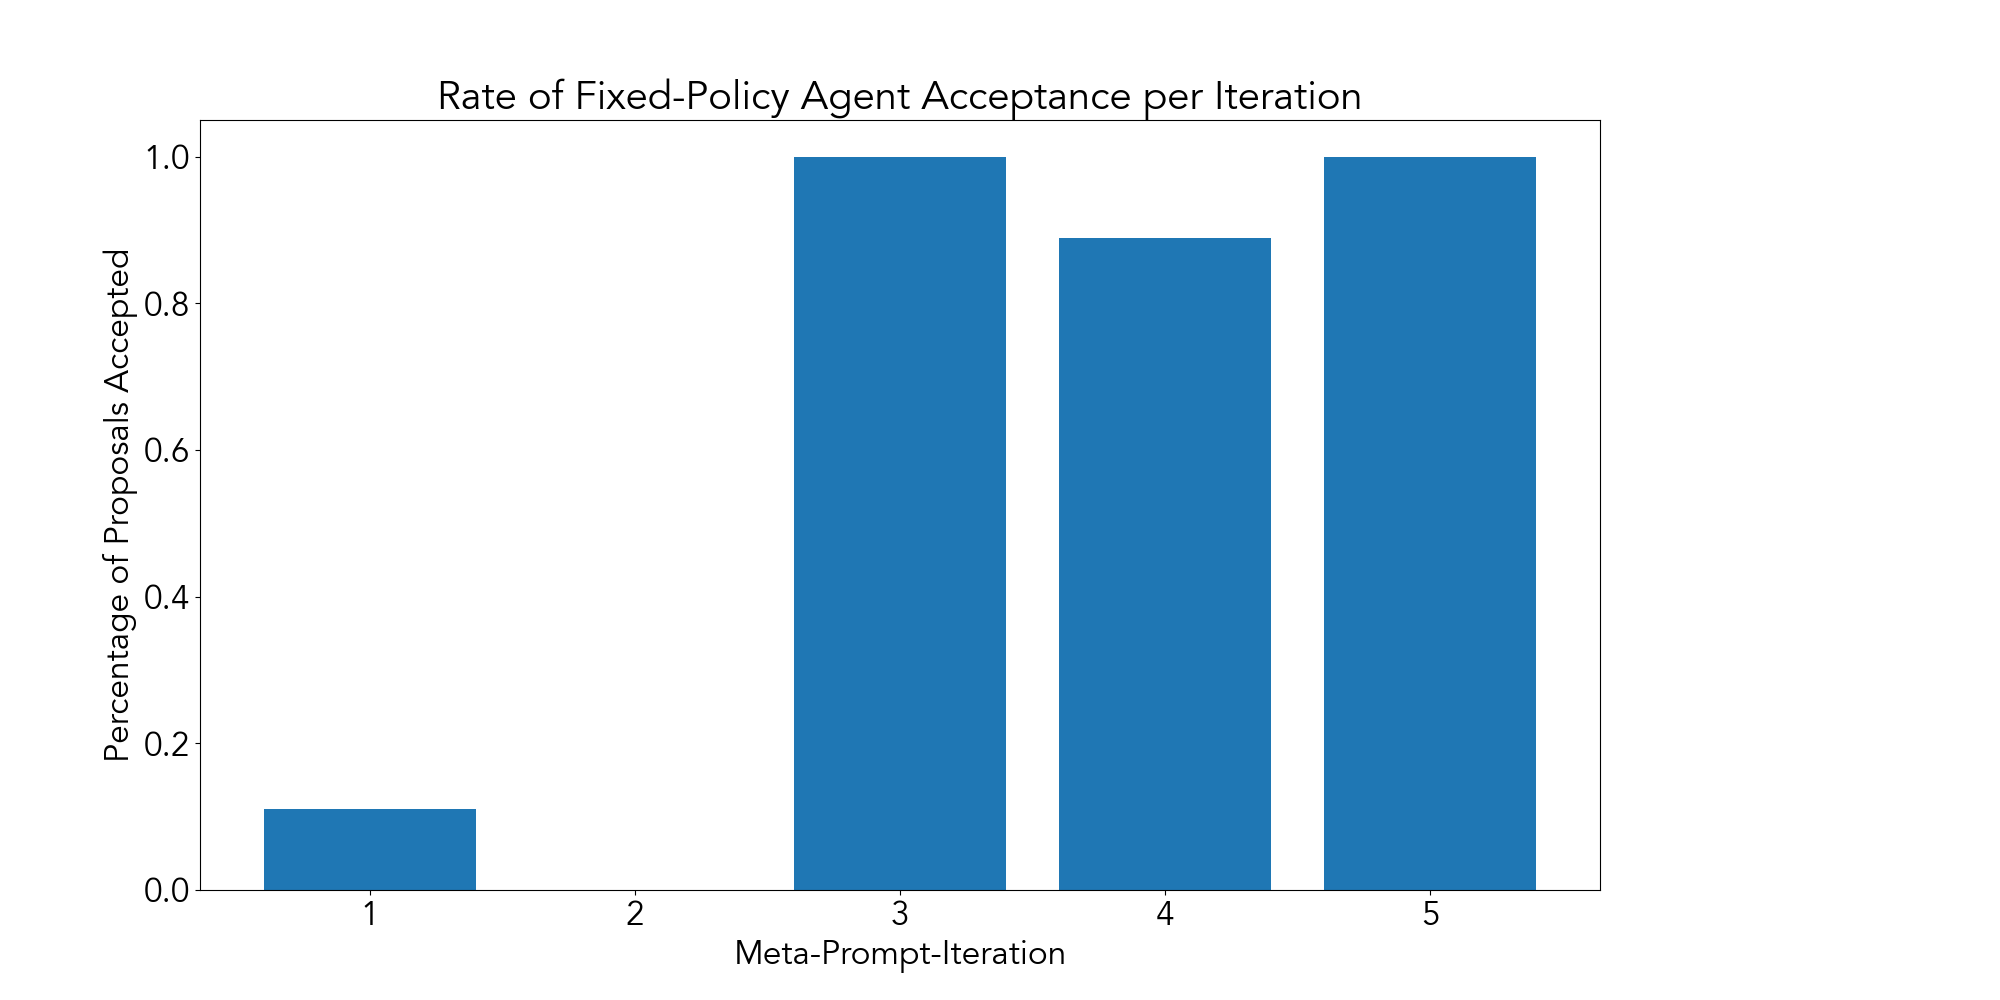 Rate of Fixed-Policy Agent Acceptance per Iteration
Percentage of Proposals Accepted
1.0
0.8
0.6
0.4
0.2
0.0
1 2 3 4 5
Meta-Prompt-Iteration